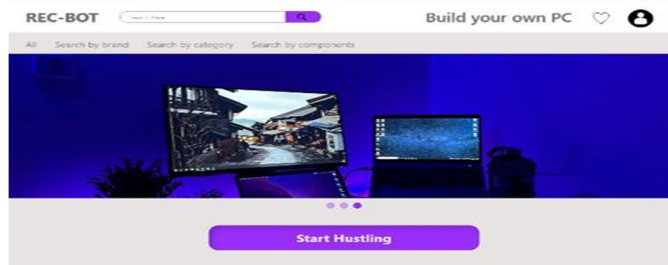 REC-BOT
Search here
Build your own PC
All Search by brand Search by category Search by components
Start Hustling